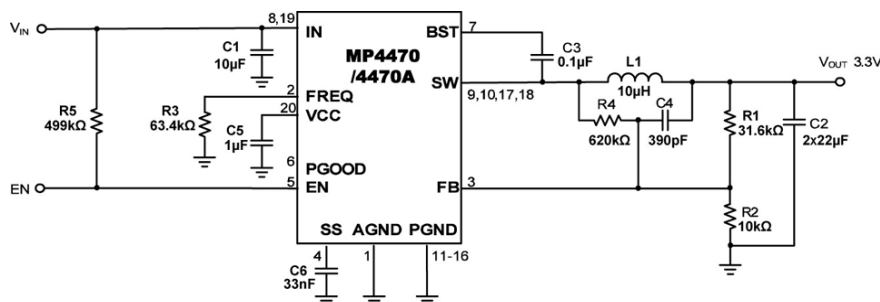 8,19
V_IN
IN
C1
10µF
MP4470
/4470A
BST
7
C3
0.1µF
L1
10µH
V_OUT 3.3V
SW
9,10,17,18
2
FREQ
R5
499kΩ
R3
63.4kΩ
20
VCC
C5
1µF
R4
620kΩ
C4
390pF
R1
31.6kΩ
C2
2x22µF
6
PGOOD
EN
5
EN
FB
3
R2
10kΩ
SS
AGND
PGND
4
1
11-16
C6
33nF